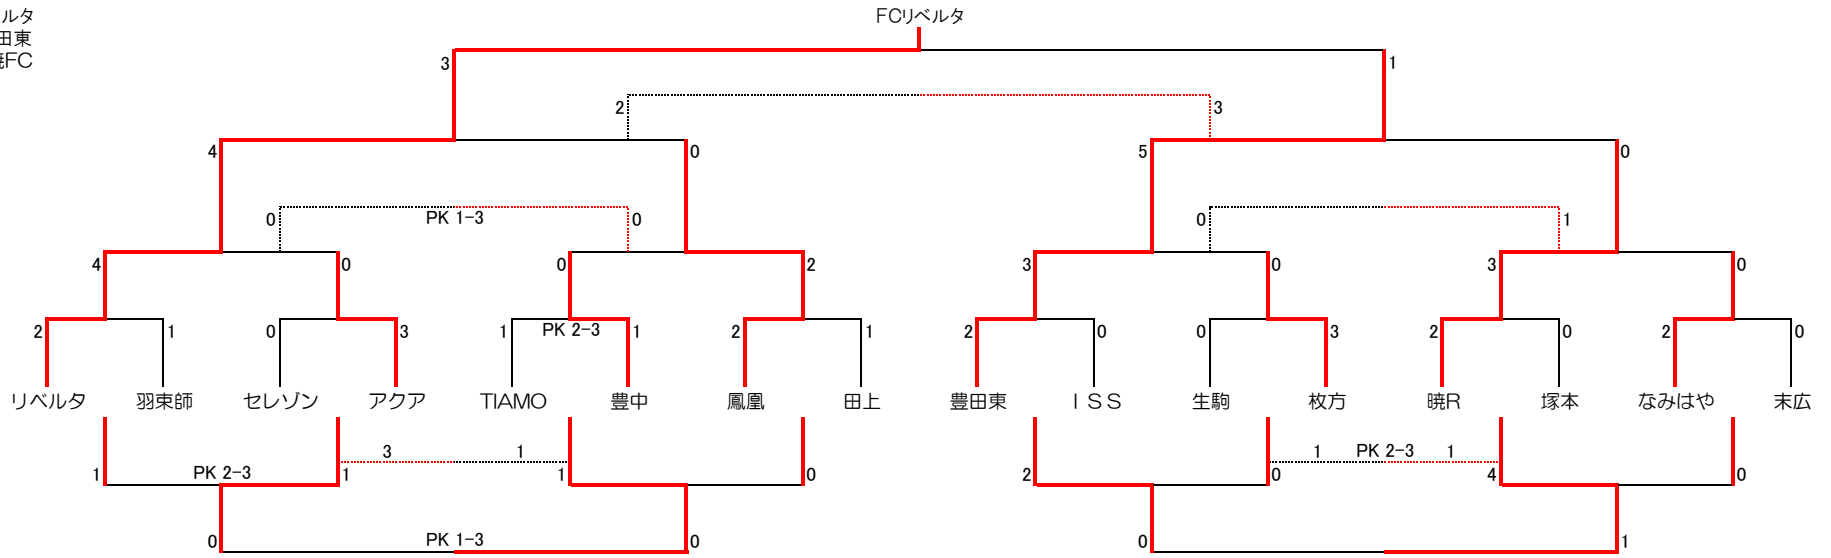 ルタ
FCリベルタ
田東
FC
3 1
2 3
4 0 5 0
0 PK 1-3 0 0 1
4 0 0 2 3 0 3 0
2 1 0 3 1 PK 2-3 1 2 1 2 0 0 3 2 0 2 0
リベルタ 羽束師 セレゾン アクア TIAMO 豊中 鳳凰 田上 豊田東 ISS 生駒 枚方 暁R 塚本 なみはや 末広
3 1 1 PK 2-3 1
1 PK 2-3 1 1 0 2 0 4 0
0 PK 1-3 0 0 1